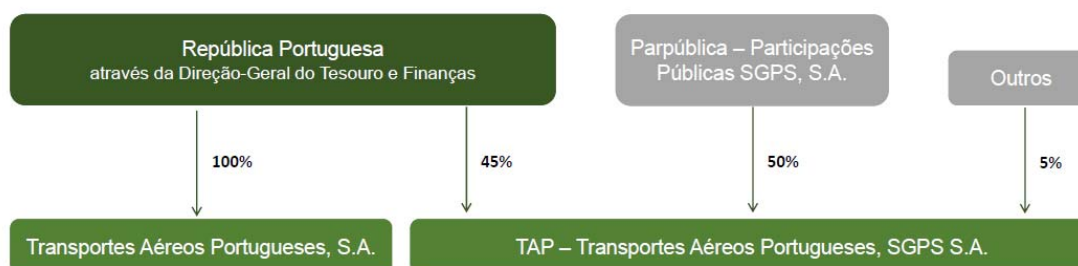 República Portuguesa
através da Direção-Geral do Tesouro e Finanças
Parpública – Participações
Públicas SGPS, S.A.
Outros
100%
45%
50%
5%
Transportes Aéreos Portugueses, S.A.
TAP – Transportes Aéreos Portugueses, SGPS S.A.